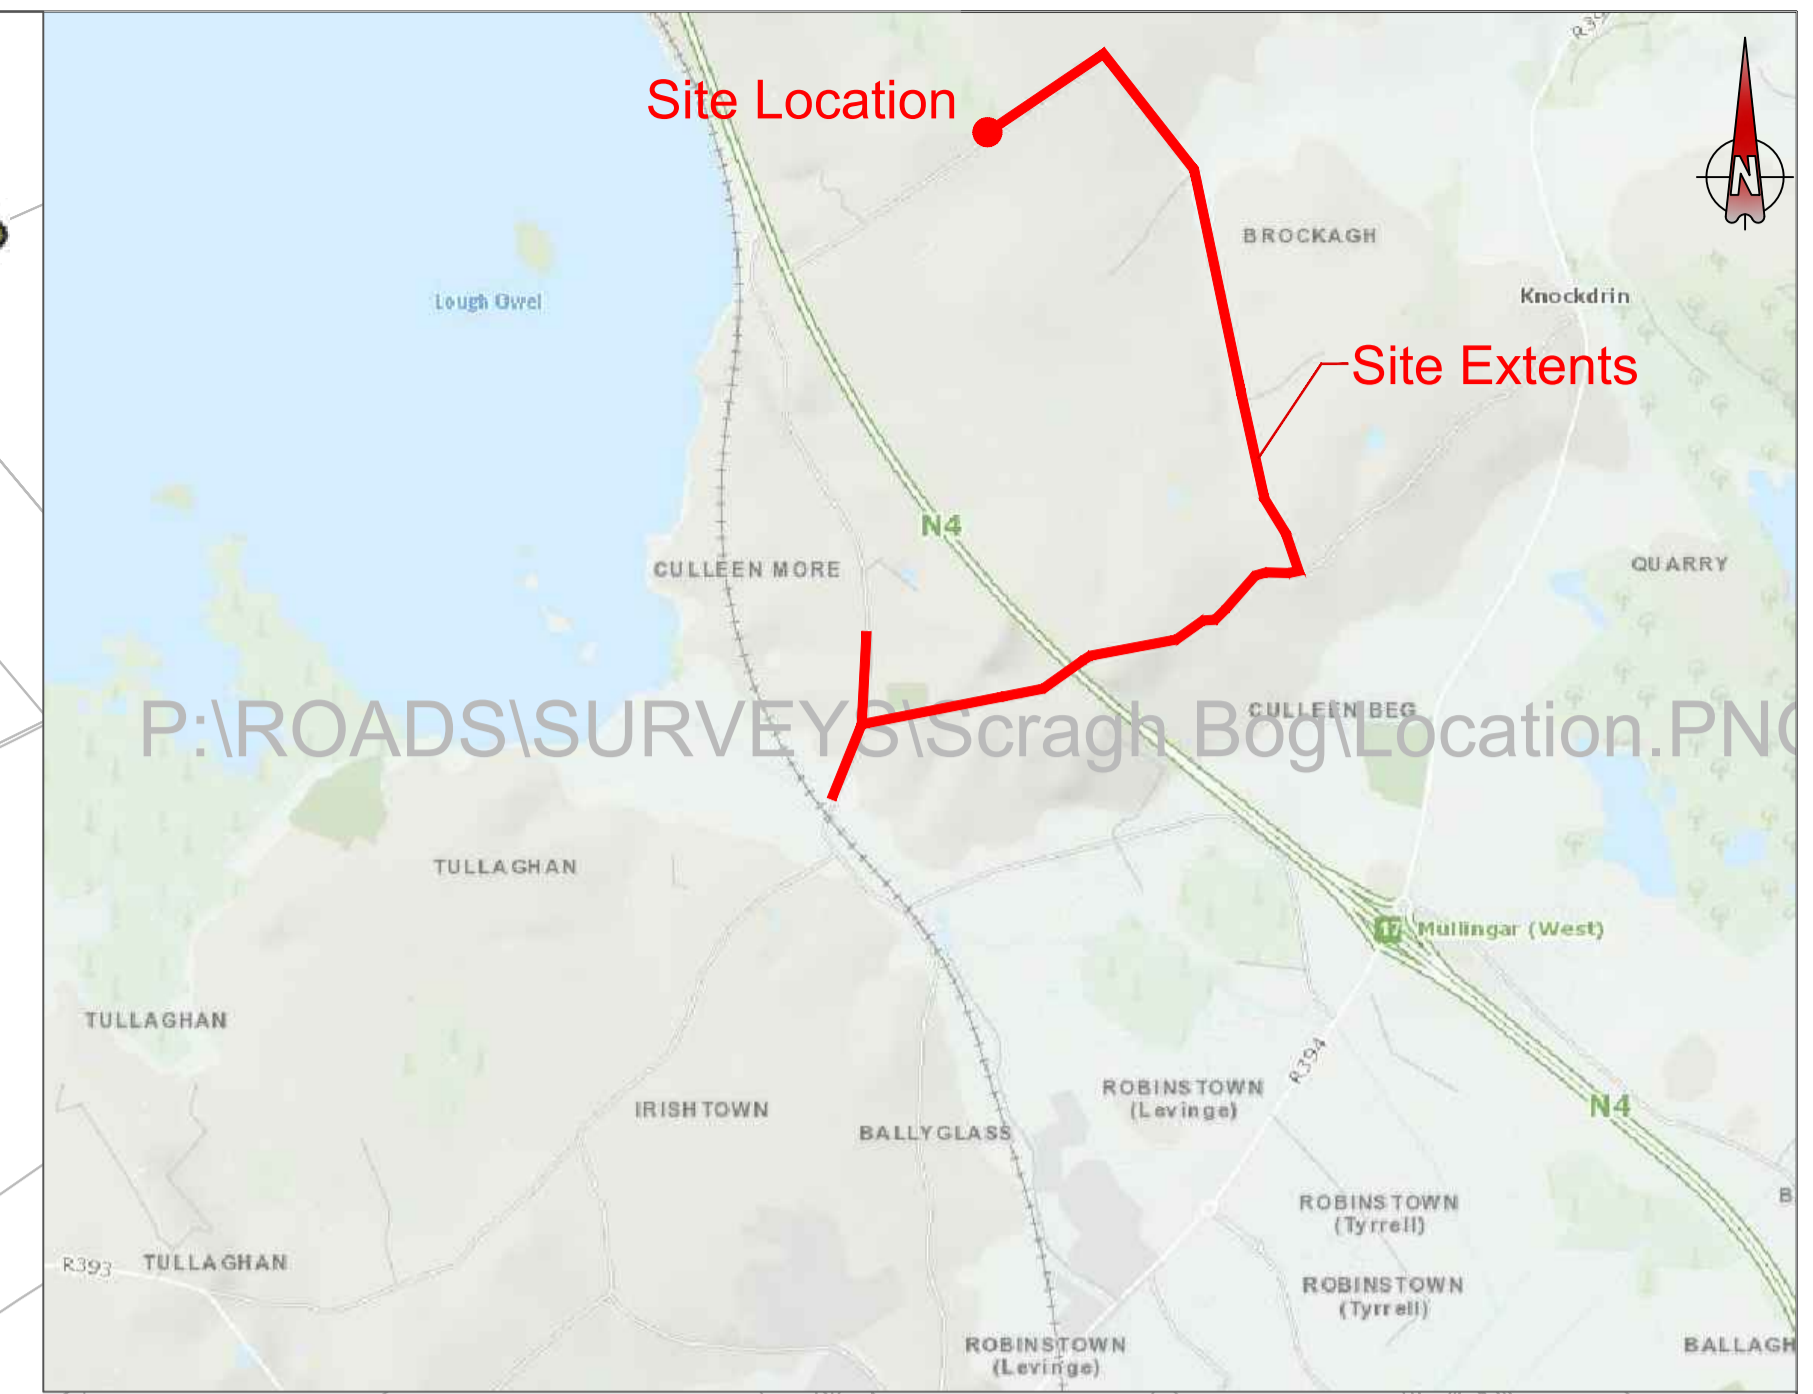 R39
Site Location
N
BROCKAGH
Lough Owel
Knockdrin
Site Extents
N4
CULLEEN MORE
QUARRY
CULLEEN BEG
P:\ROADS\SURVEYS\Scragh Bog\Location.PNG
TULLAGHAN
17 Mullingar (West)
TULLAGHAN
R394
ROBINSTOWN
(Levinge)
N4
IRISHTOWN
BALLYGLASS
B
ROBINSTOWN
(Tyrrell)
R393
TULLAGHAN
ROBINSTOWN
(Tyrrell)
ROBINSTOWN
(Levinge)
BALLAGH